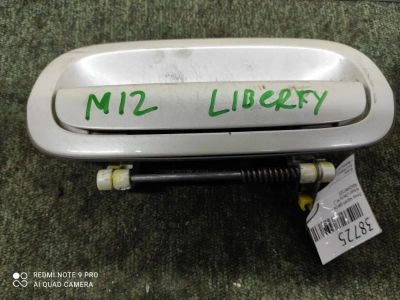 M12 LIBERTY
38725
REDMI NOTE 9 PRO
AI QUAD CAMERA